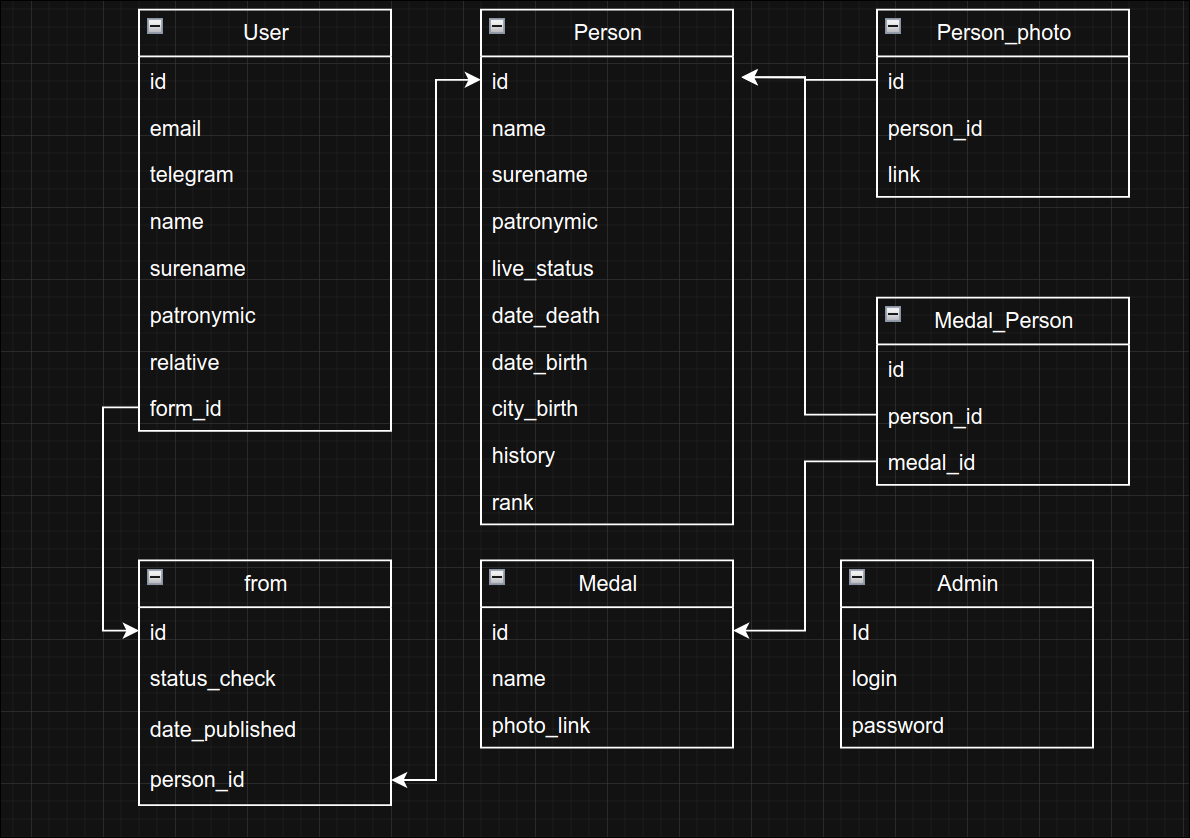 User
id
email
telegram
name
surename
patronymic
relative
form_id
Person
id
name
surename
patronymic
live_status
date_death
date_birth
city_birth
history
rank
Person_photo
id
person_id
link
Medal_Person
id
person_id
medal_id
from
id
status_check
date_published
person_id
Medal
id
name
photo_link
Admin
Id
login
password